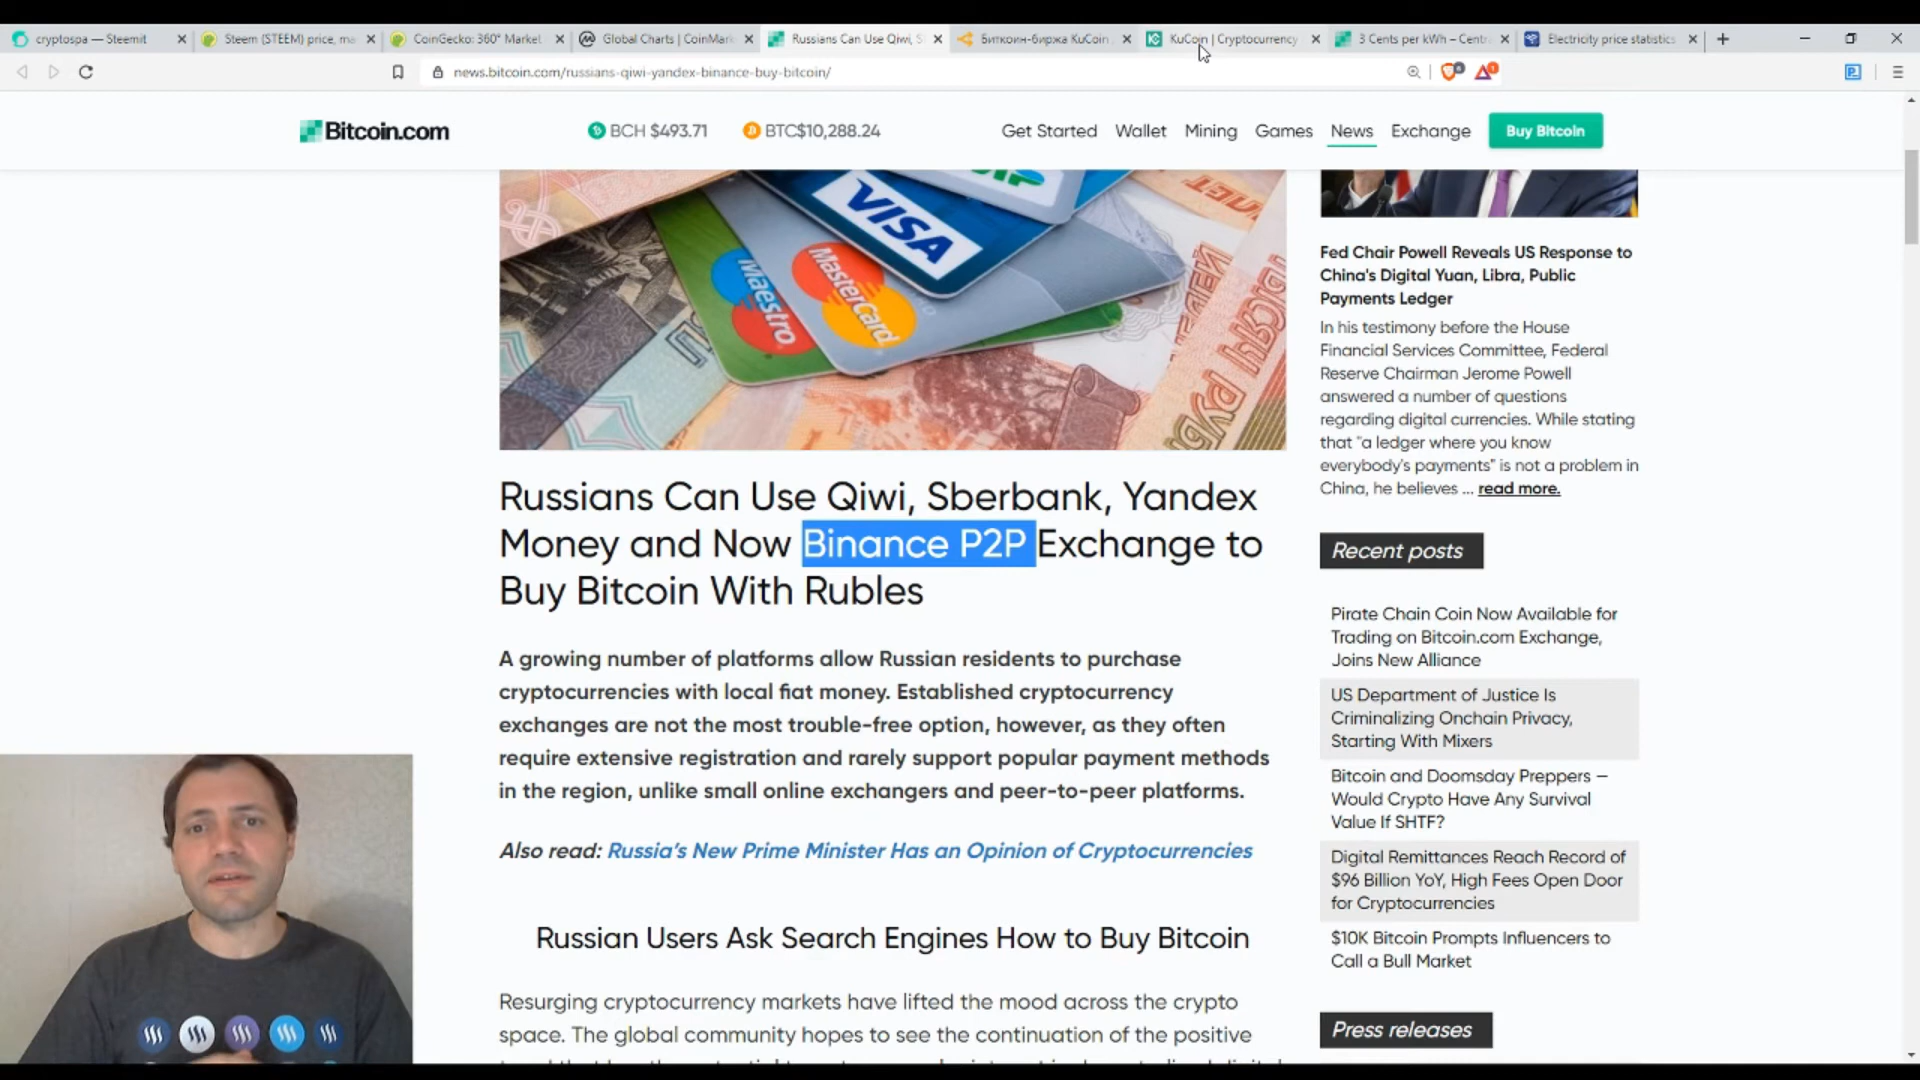 cryptospa — Steemit
Steem (STEEM) price, ma
CoinGecko: 360° Market
Global Charts | CoinMark
Russians Can Use Qiwi, S
Биткоин-биржа KuCoin
KuCoin | Cryptocurrency
3 Cents per kWh – Centr
Electricity price statistics
news.bitcoin.com/russians-qiwi-yandex-binance-buy-bitcoin/
Bitcoin.com
BCH $493.71
BTC$10,288.24
Get Started
Wallet
Mining
Games
News
Exchange
Buy Bitcoin
VISA
MasterCard
Maestro
Russians Can Use Qiwi, Sberbank, Yandex
Money and Now Binance P2P Exchange to
Buy Bitcoin With Rubles
A growing number of platforms allow Russian residents to purchase
cryptocurrencies with local fiat money. Established cryptocurrency
exchanges are not the most trouble-free option, however, as they often
require extensive registration and rarely support popular payment methods
in the region, unlike small online exchangers and peer-to-peer platforms.
Also read: Russia's New Prime Minister Has an Opinion of Cryptocurrencies
Russian Users Ask Search Engines How to Buy Bitcoin
Resurging cryptocurrency markets have lifted the mood across the crypto
space. The global community hopes to see the continuation of the positive
Fed Chair Powell Reveals US Response to
China's Digital Yuan, Libra, Public
Payments Ledger
In his testimony before the House
Financial Services Committee, Federal
Reserve Chairman Jerome Powell
answered a number of questions
regarding digital currencies. While stating
that "a ledger where you know
everybody's payments" is not a problem in
China, he believes ... read more.
Recent posts
Pirate Chain Coin Now Available for
Trading on Bitcoin.com Exchange,
Joins New Alliance
US Department of Justice Is
Criminalizing Onchain Privacy,
Starting With Mixers
Bitcoin and Doomsday Preppers –
Would Crypto Have Any Survival
Value If SHTF?
Digital Remittances Reach Record of
$96 Billion YoY, High Fees Open Door
for Cryptocurrencies
$10K Bitcoin Prompts Influencers to
Call a Bull Market
Press releases